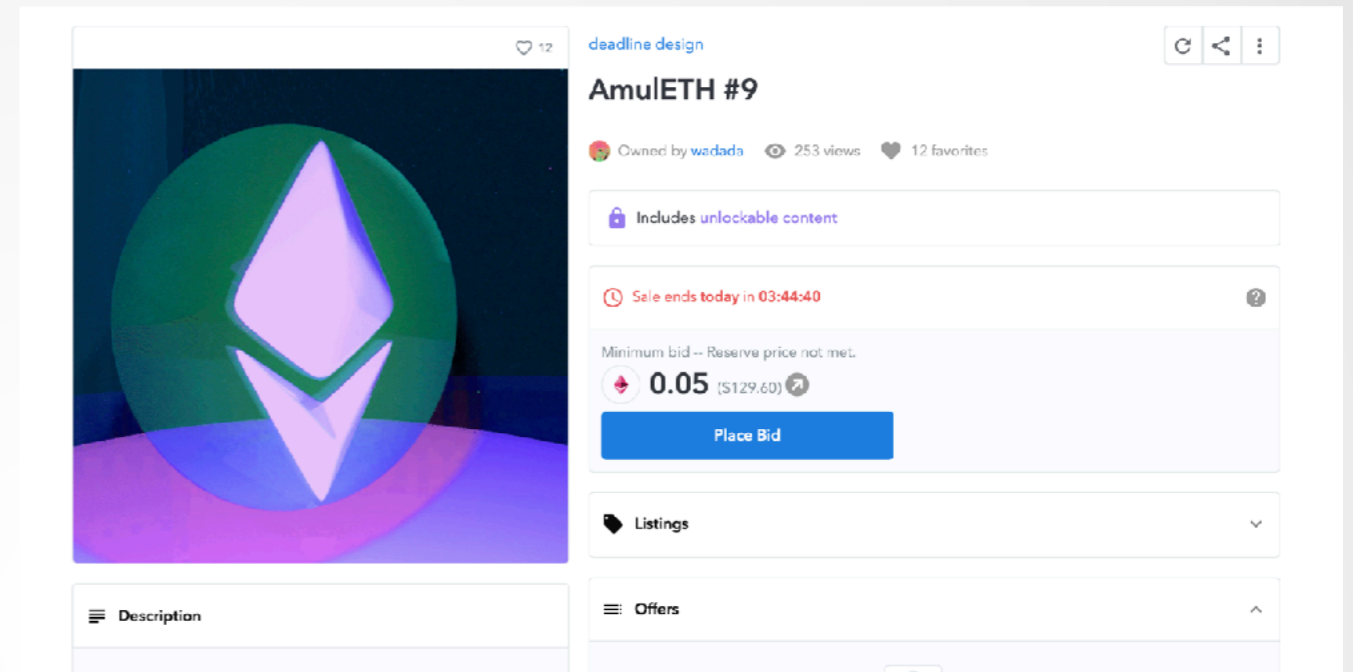 12
deadline design
AmulETH #9
Owned by wadada 253 views 12 favorites
Includes unlockable content
Sale ends today in 03:44:40
Minimum bid -- Reserve price not met.
0.05 ($129.60)
Place Bid
Listings
Description
Offers